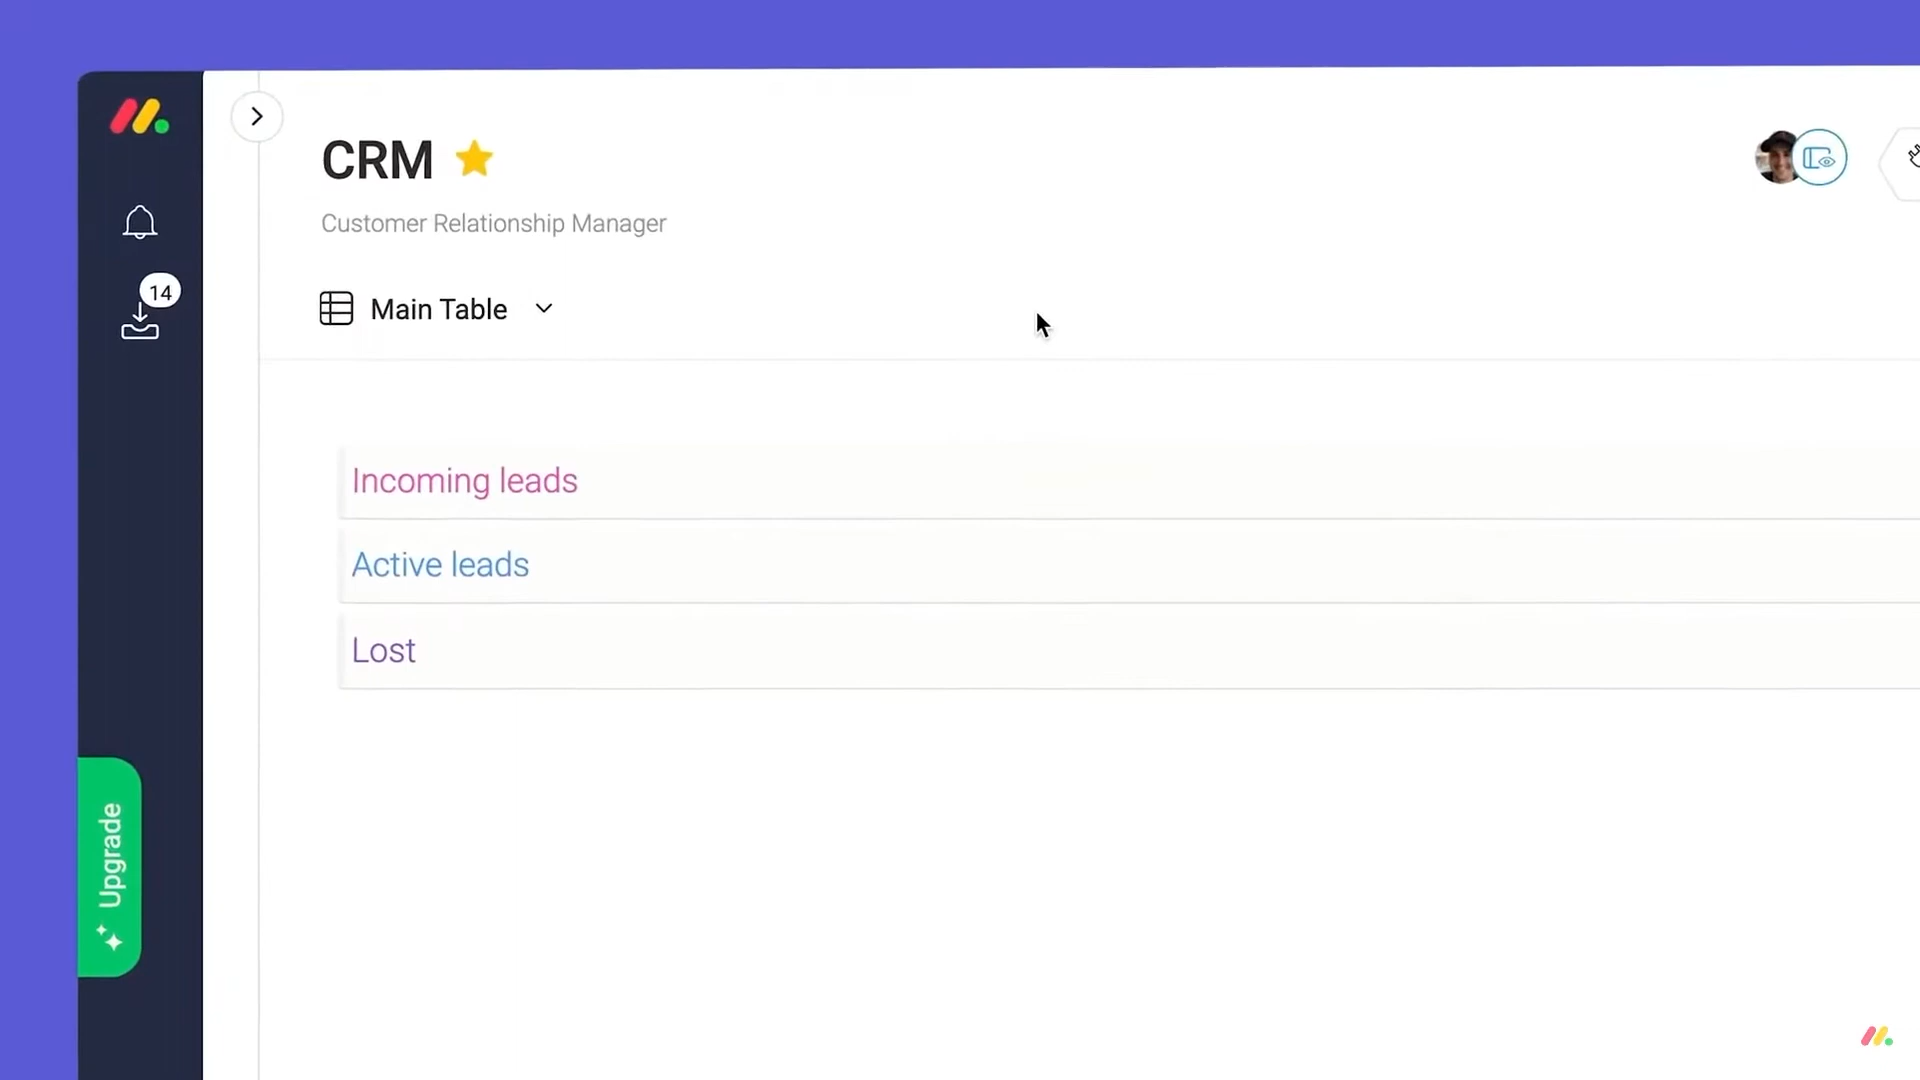 CRM
Customer Relationship Manager
14
Main Table
Incoming leads
Active leads
Lost
Upgrade